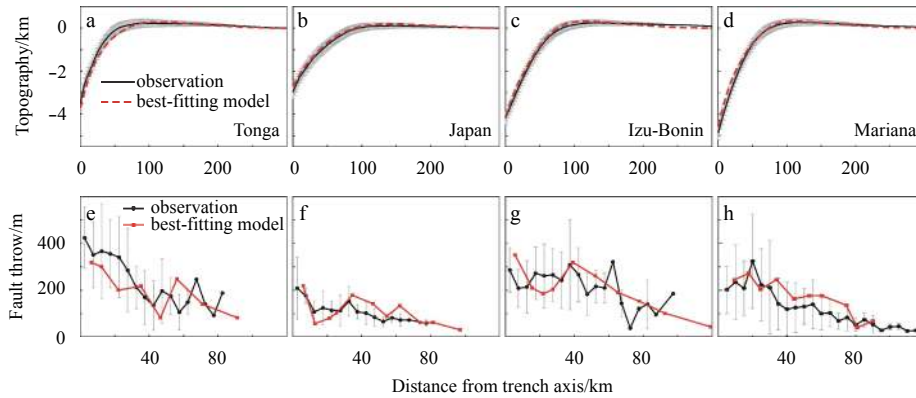 a b c d
0
−2
−4
Topography/km
observation
best-fitting model
Tonga Japan Izu-Bonin Mariana
0 100 200 0 100 200 0 100 200 0 100 200
e f g h
observation
best-fitting model
400
200
0
Fault throw/m
40 80 40 80 40 80 40 80
Distance from trench axis/km